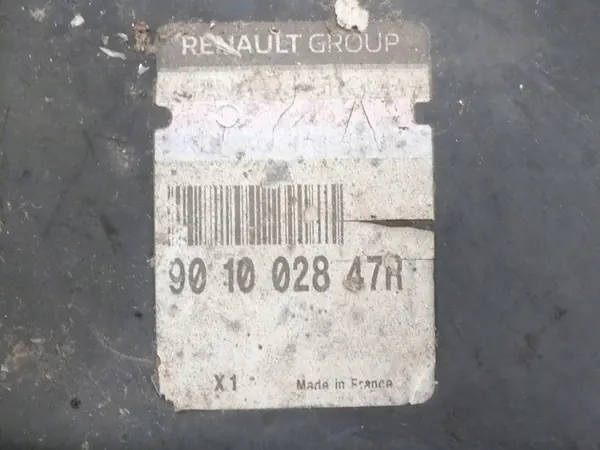 RENAULT GROUP
90 10 028 47R
X1
Made in France